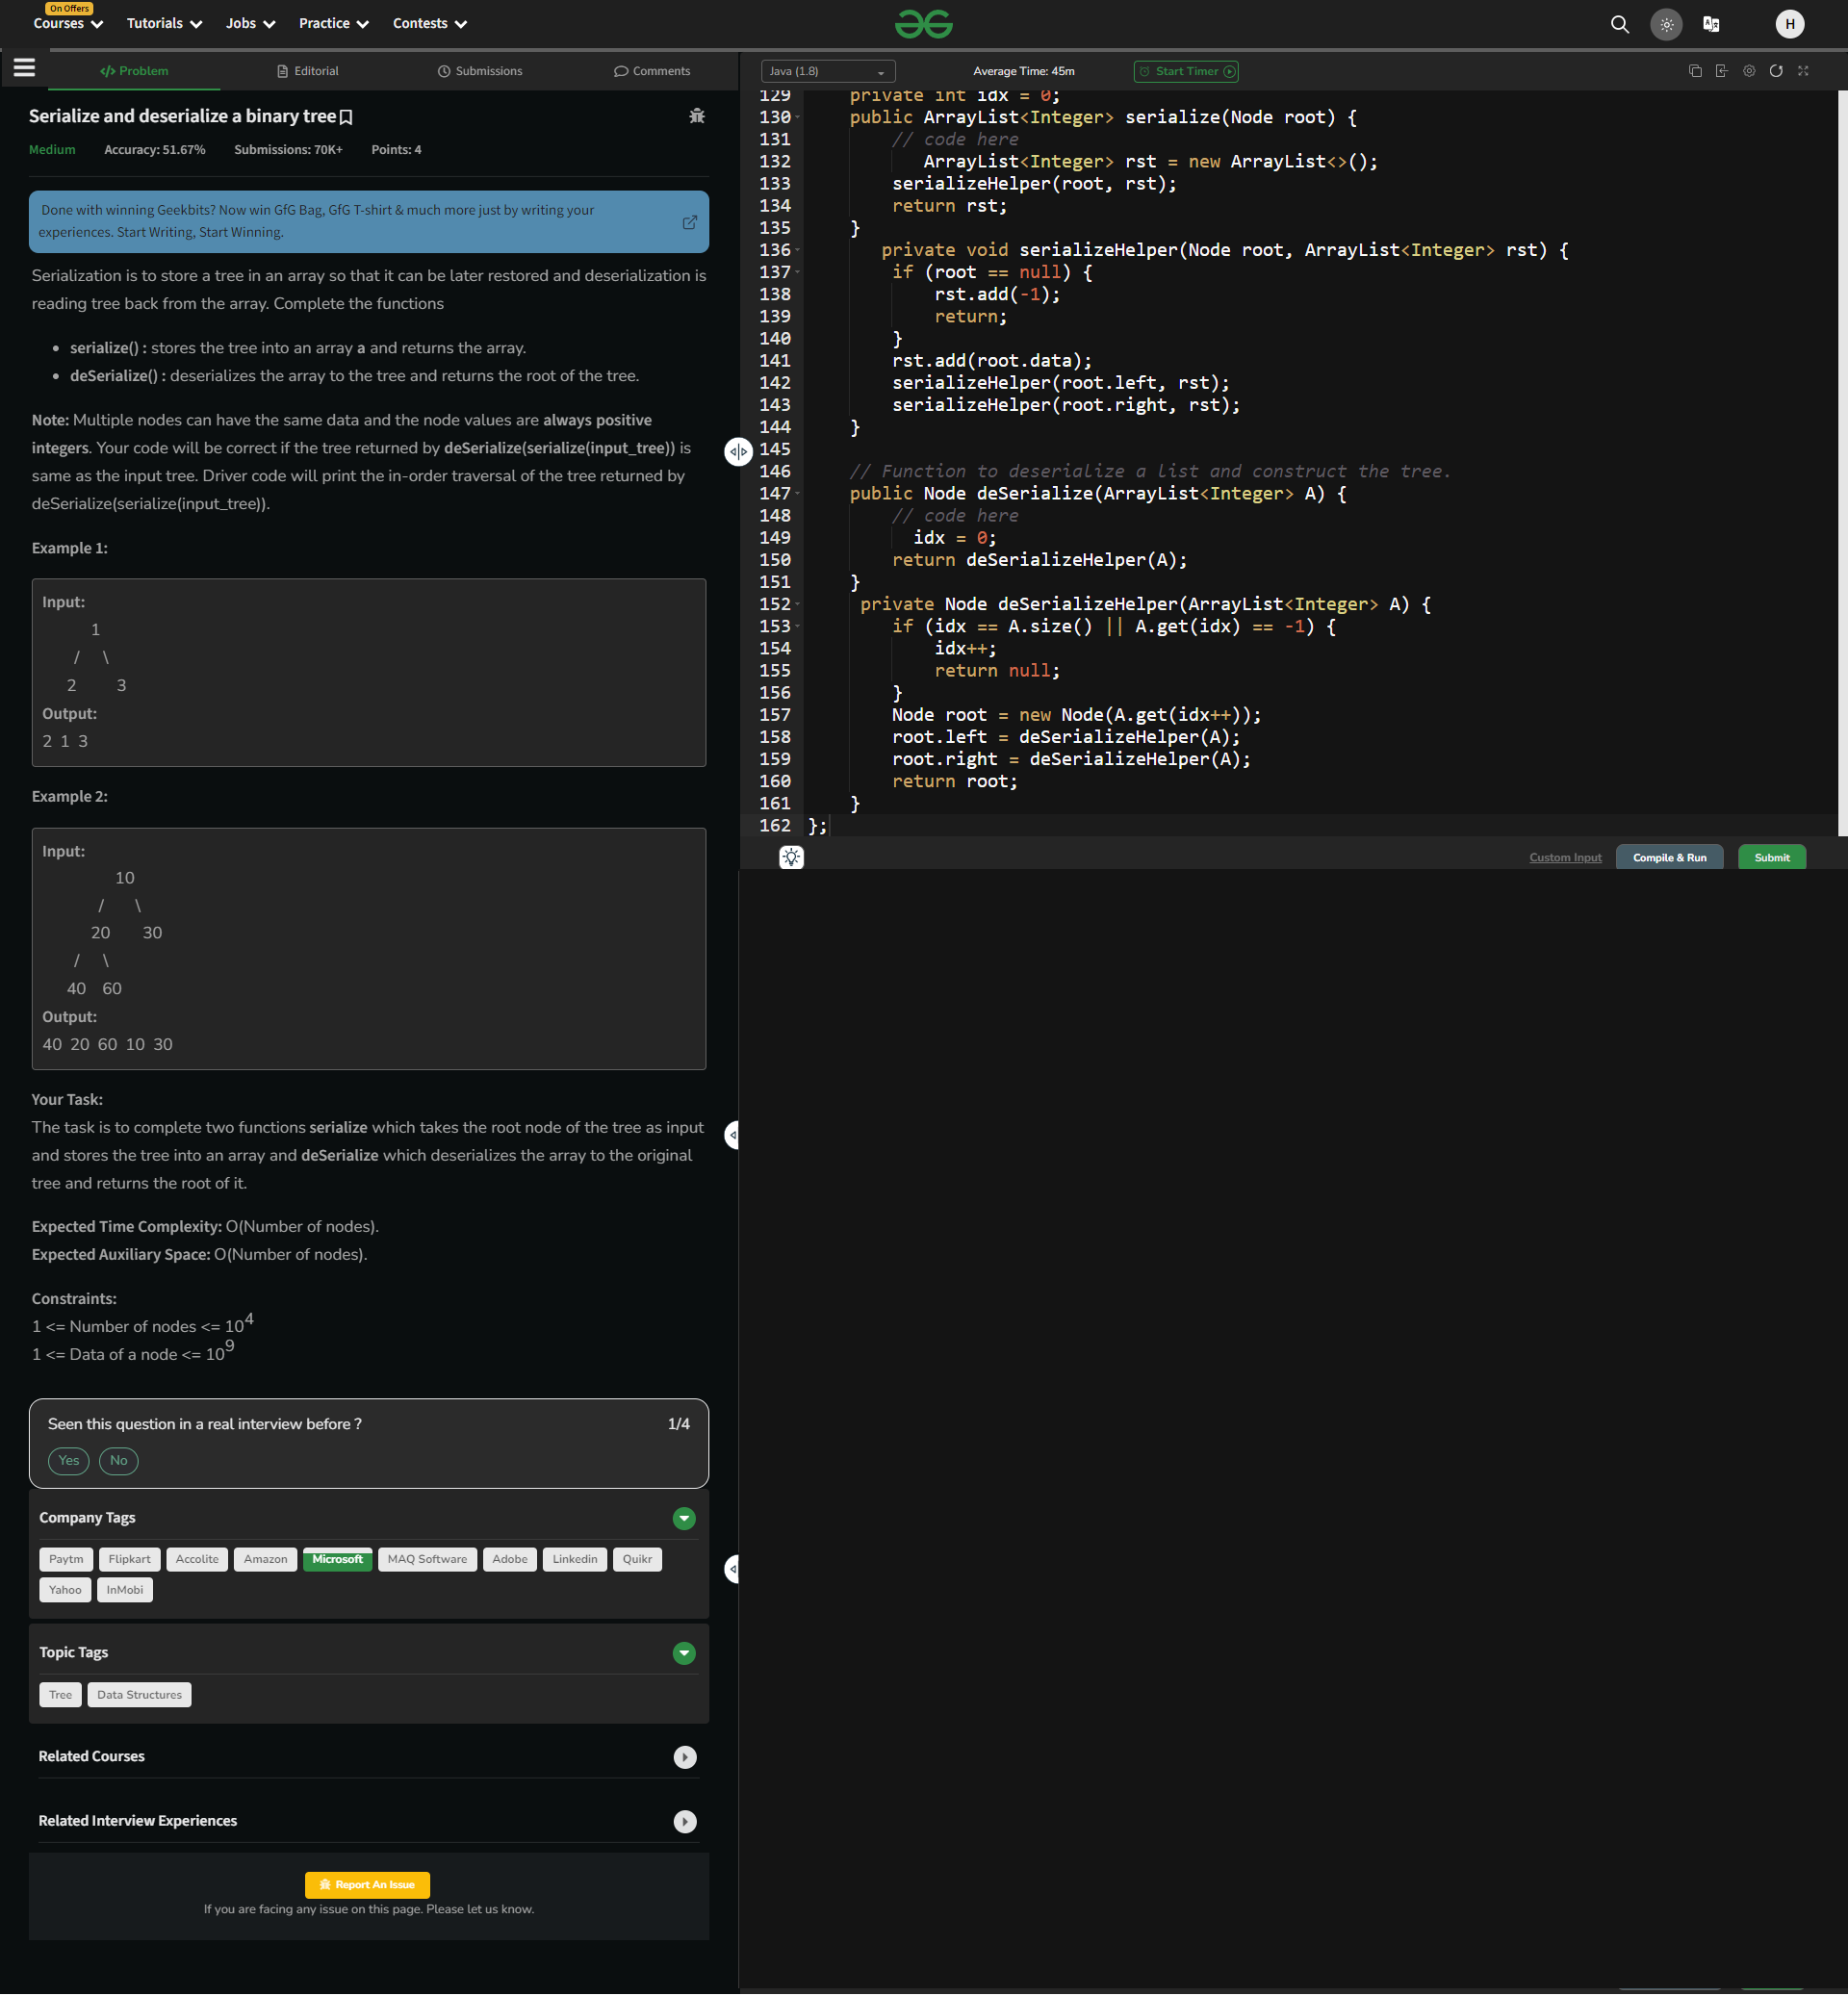 On Offers
Courses Tutorials Jobs Practice Contests
H
</> Problem Editorial Submissions Comments
Serialize and deserialize a binary tree
Medium Accuracy: 51.67% Submissions: 70K+ Points: 4
Done with winning Geekbits? Now win GfG Bag, GfG T-shirt & much more just by writing your
experiences. Start Writing, Start Winning.
Serialization is to store a tree in an array so that it can be later restored and deserialization is
reading tree back from the array. Complete the functions
• serialize() : stores the tree into an array a and returns the array.
• deSerialize() : deserializes the array to the tree and returns the root of the tree.
Note: Multiple nodes can have the same data and the node values are always positive
integers. Your code will be correct if the tree returned by deSerialize(serialize(input_tree)) is
same as the input tree. Driver code will print the in-order traversal of the tree returned by
deSerialize(serialize(input_tree)).
Example 1:
Input:
1
/ \
2 3
Output:
2 1 3
Example 2:
Input:
10
/ \
20 30
/ \
40 60
Output:
40 20 60 10 30
Your Task:
The task is to complete two functions serialize which takes the root node of the tree as input
and stores the tree into an array and deSerialize which deserializes the array to the original
tree and returns the root of it.
Expected Time Complexity: O(Number of nodes).
Expected Auxiliary Space: O(Number of nodes).
Constraints:
1 <= Number of nodes <= 10^4
1 <= Data of a node <= 10^9
Seen this question in a real interview before ? 1/4
Yes No
Company Tags
Paytm Flipkart Accolite Amazon Microsoft MAQ Software Adobe Linkedin Quikr
Yahoo InMobi
Topic Tags
Tree Data Structures
Related Courses
Related Interview Experiences
Report An Issue
If you are facing any issue on this page. Please let us know.
Java (1.8) Average Time: 45m Start Timer
129 private int idx = 0;
130 public ArrayList<Integer> serialize(Node root) {
131 // code here
132 ArrayList<Integer> rst = new ArrayList<>();
133 serializeHelper(root, rst);
134 return rst;
135 }
136 private void serializeHelper(Node root, ArrayList<Integer> rst) {
137 if (root == null) {
138 rst.add(-1);
139 return;
140 }
141 rst.add(root.data);
142 serializeHelper(root.left, rst);
143 serializeHelper(root.right, rst);
144 }
145
146 // Function to deserialize a list and construct the tree.
147 public Node deSerialize(ArrayList<Integer> A) {
148 // code here
149 idx = 0;
150 return deSerializeHelper(A);
151 }
152 private Node deSerializeHelper(ArrayList<Integer> A) {
153 if (idx == A.size() || A.get(idx) == -1) {
154 idx++;
155 return null;
156 }
157 Node root = new Node(A.get(idx++));
158 root.left = deSerializeHelper(A);
159 root.right = deSerializeHelper(A);
160 return root;
161 }
162 };
Custom Input Compile & Run Submit